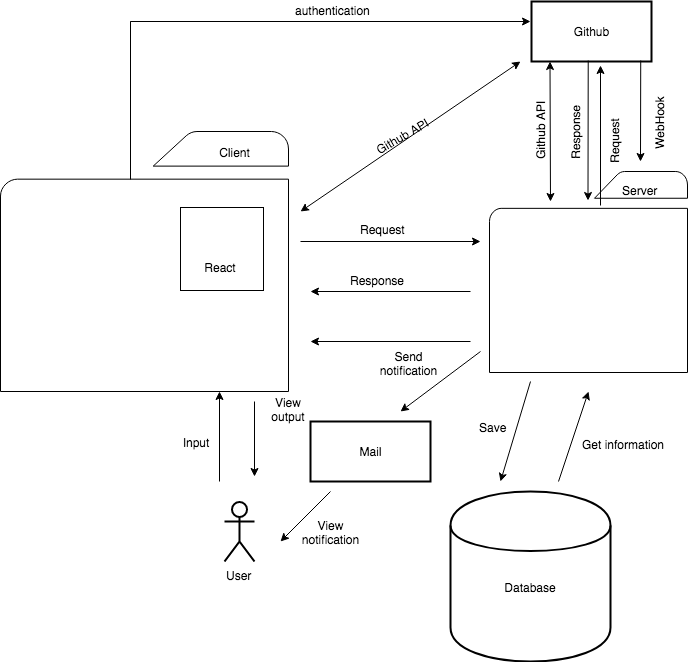 authentication
Github
Github API
Github API
Response
Request
WebHook
Client
Server
React
Request
Response
Send
notification
View
output
Input
Mail
Save
Get information
View
notification
User
Database